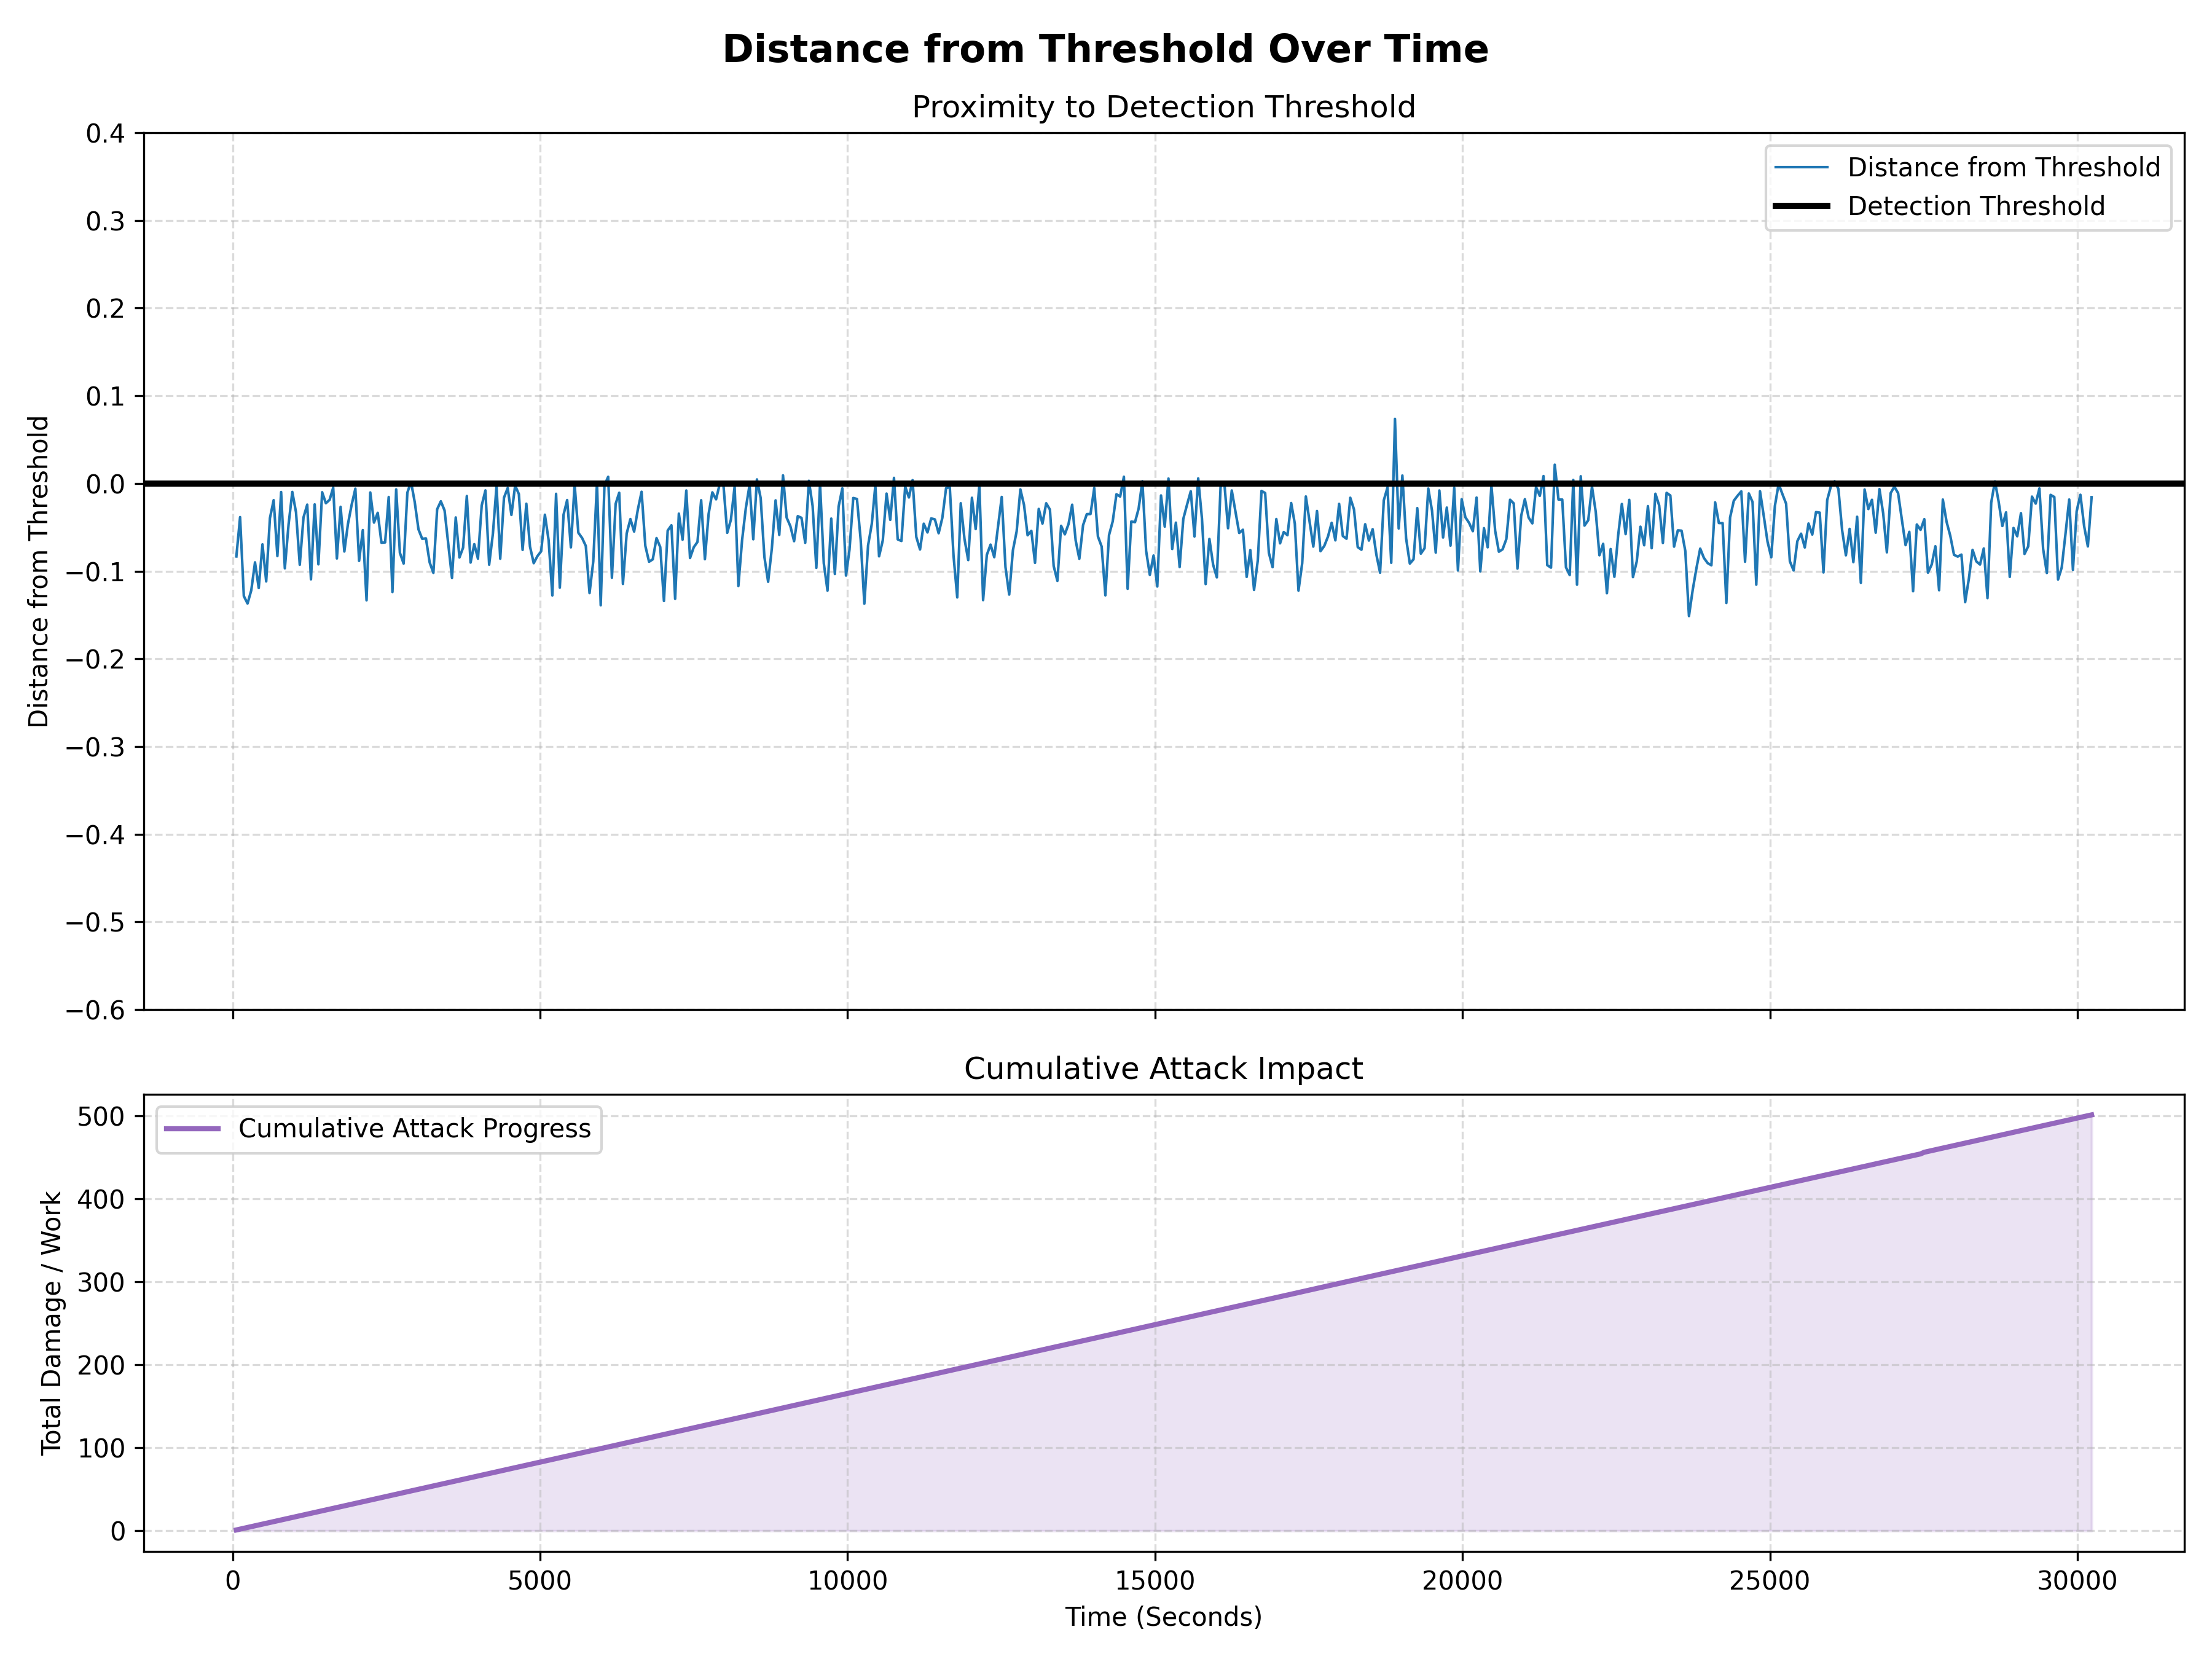 Distance from Threshold Over Time
Proximity to Detection Threshold
Distance from Threshold
0.4
0.3
0.2
0.1
0.0
−0.1
−0.2
−0.3
−0.4
−0.5
−0.6
Distance from Threshold
Detection Threshold
Cumulative Attack Impact
Total Damage / Work
500
400
300
200
100
0
Cumulative Attack Progress
0
5000
10000
15000
20000
25000
30000
Time (Seconds)